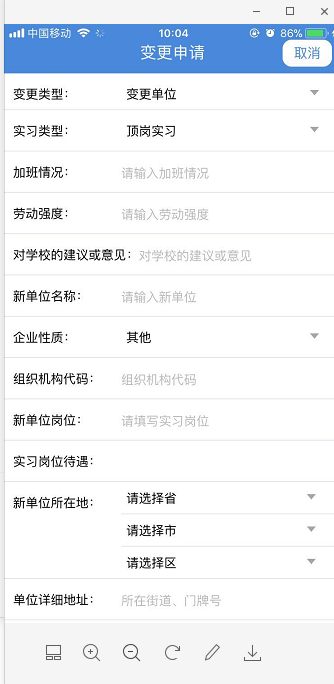 中国移动 10:04 86%
变更申请 取消
变更类型： 变更单位
实习类型： 顶岗实习
加班情况： 请输入加班情况
劳动强度： 请输入劳动强度
对学校的建议或意见： 对学校的建议或意见
新单位名称： 请输入新单位
企业性质： 其他
组织机构代码： 组织机构代码
新单位岗位： 请填写实习岗位
实习岗位待遇：
新单位所在地： 请选择省
请选择市
请选择区
单位详细地址： 所在街道、门牌号